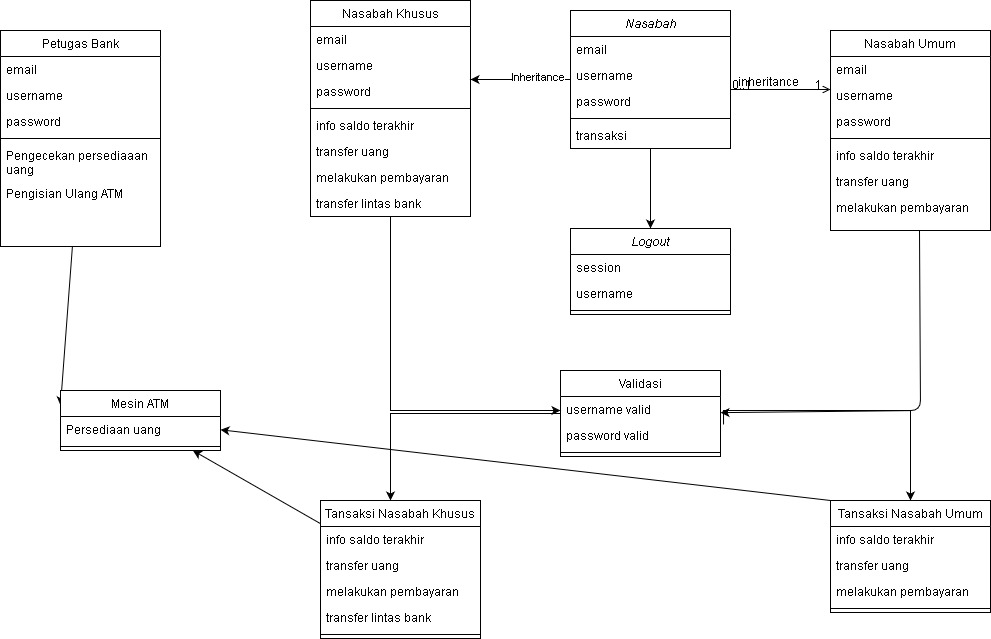 Petugas Bank
email
username
password
Pengecekan persediaaan
uang
Pengisian Ulang ATM
Nasabah Khusus
email
username
password
info saldo terakhir
transfer uang
melakukan pembayaran
transfer lintas bank
Inheritance
Nasabah
email
username
password
transaksi
0..1
inheritance
1
Nasabah Umum
email
username
password
info saldo terakhir
transfer uang
melakukan pembayaran
Logout
session
username
Mesin ATM
Persediaan uang
Validasi
username valid
password valid
Tansaksi Nasabah Khusus
info saldo terakhir
transfer uang
melakukan pembayaran
transfer lintas bank
Tansaksi Nasabah Umum
info saldo terakhir
transfer uang
melakukan pembayaran